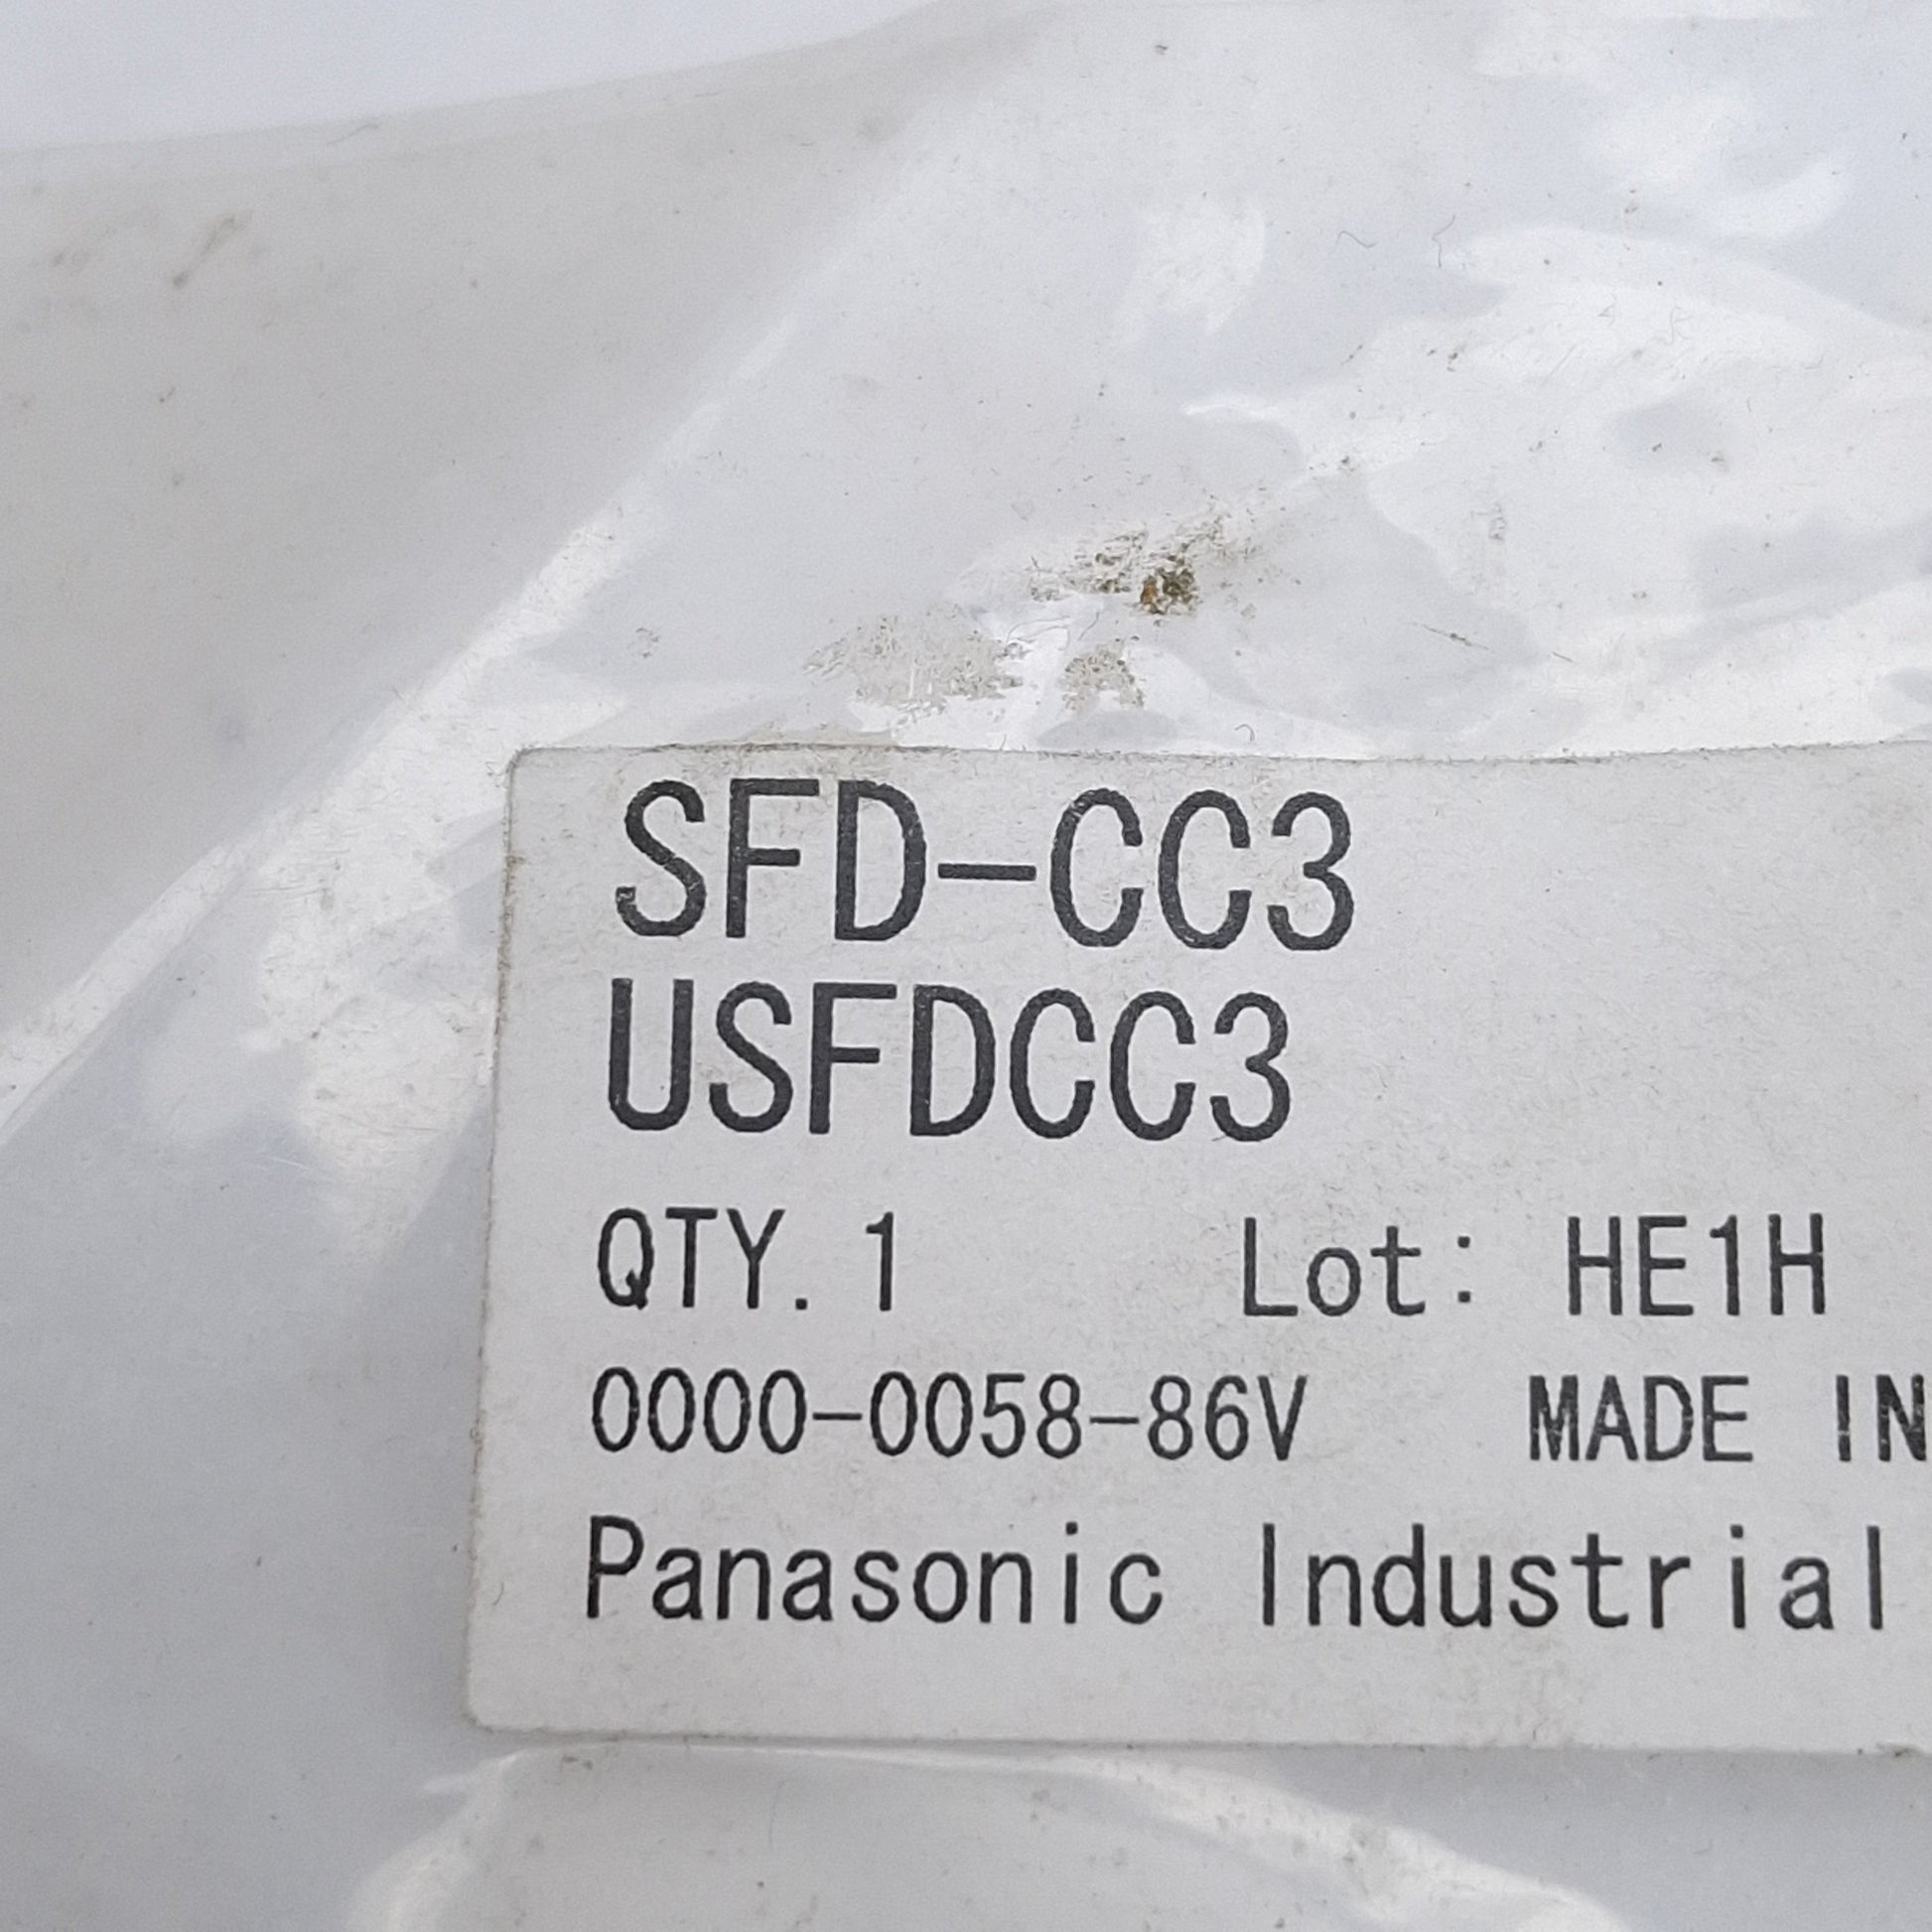 SFD-CC3
USFDCC3
QTY. 1 Lot: HE1H
0000-0058-86V MADE IN
Panasonic Industrial